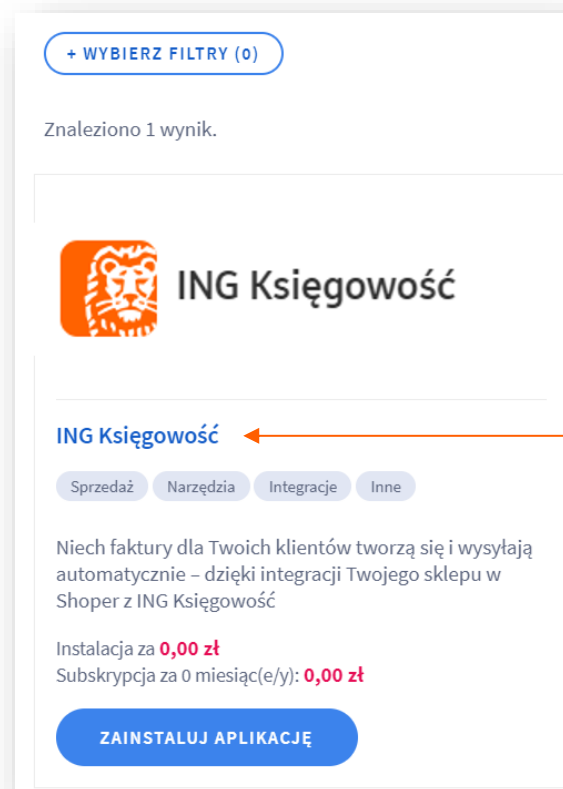 + WYBIERZ FILTRY (0)
Znaleziono 1 wynik.
ING Księgowość
ING Księgowość
Sprzedaż Narzędzia Integracje Inne
Niech faktury dla Twoich klientów tworzą się i wysyłają
automatycznie – dzięki integracji Twojego sklepu w
Shoper z ING Księgowość
Instalacja za 0,00 zł
Subskrypcja za 0 miesiąc(e/y): 0,00 zł
ZAINSTALUJ APLIKACJĘ